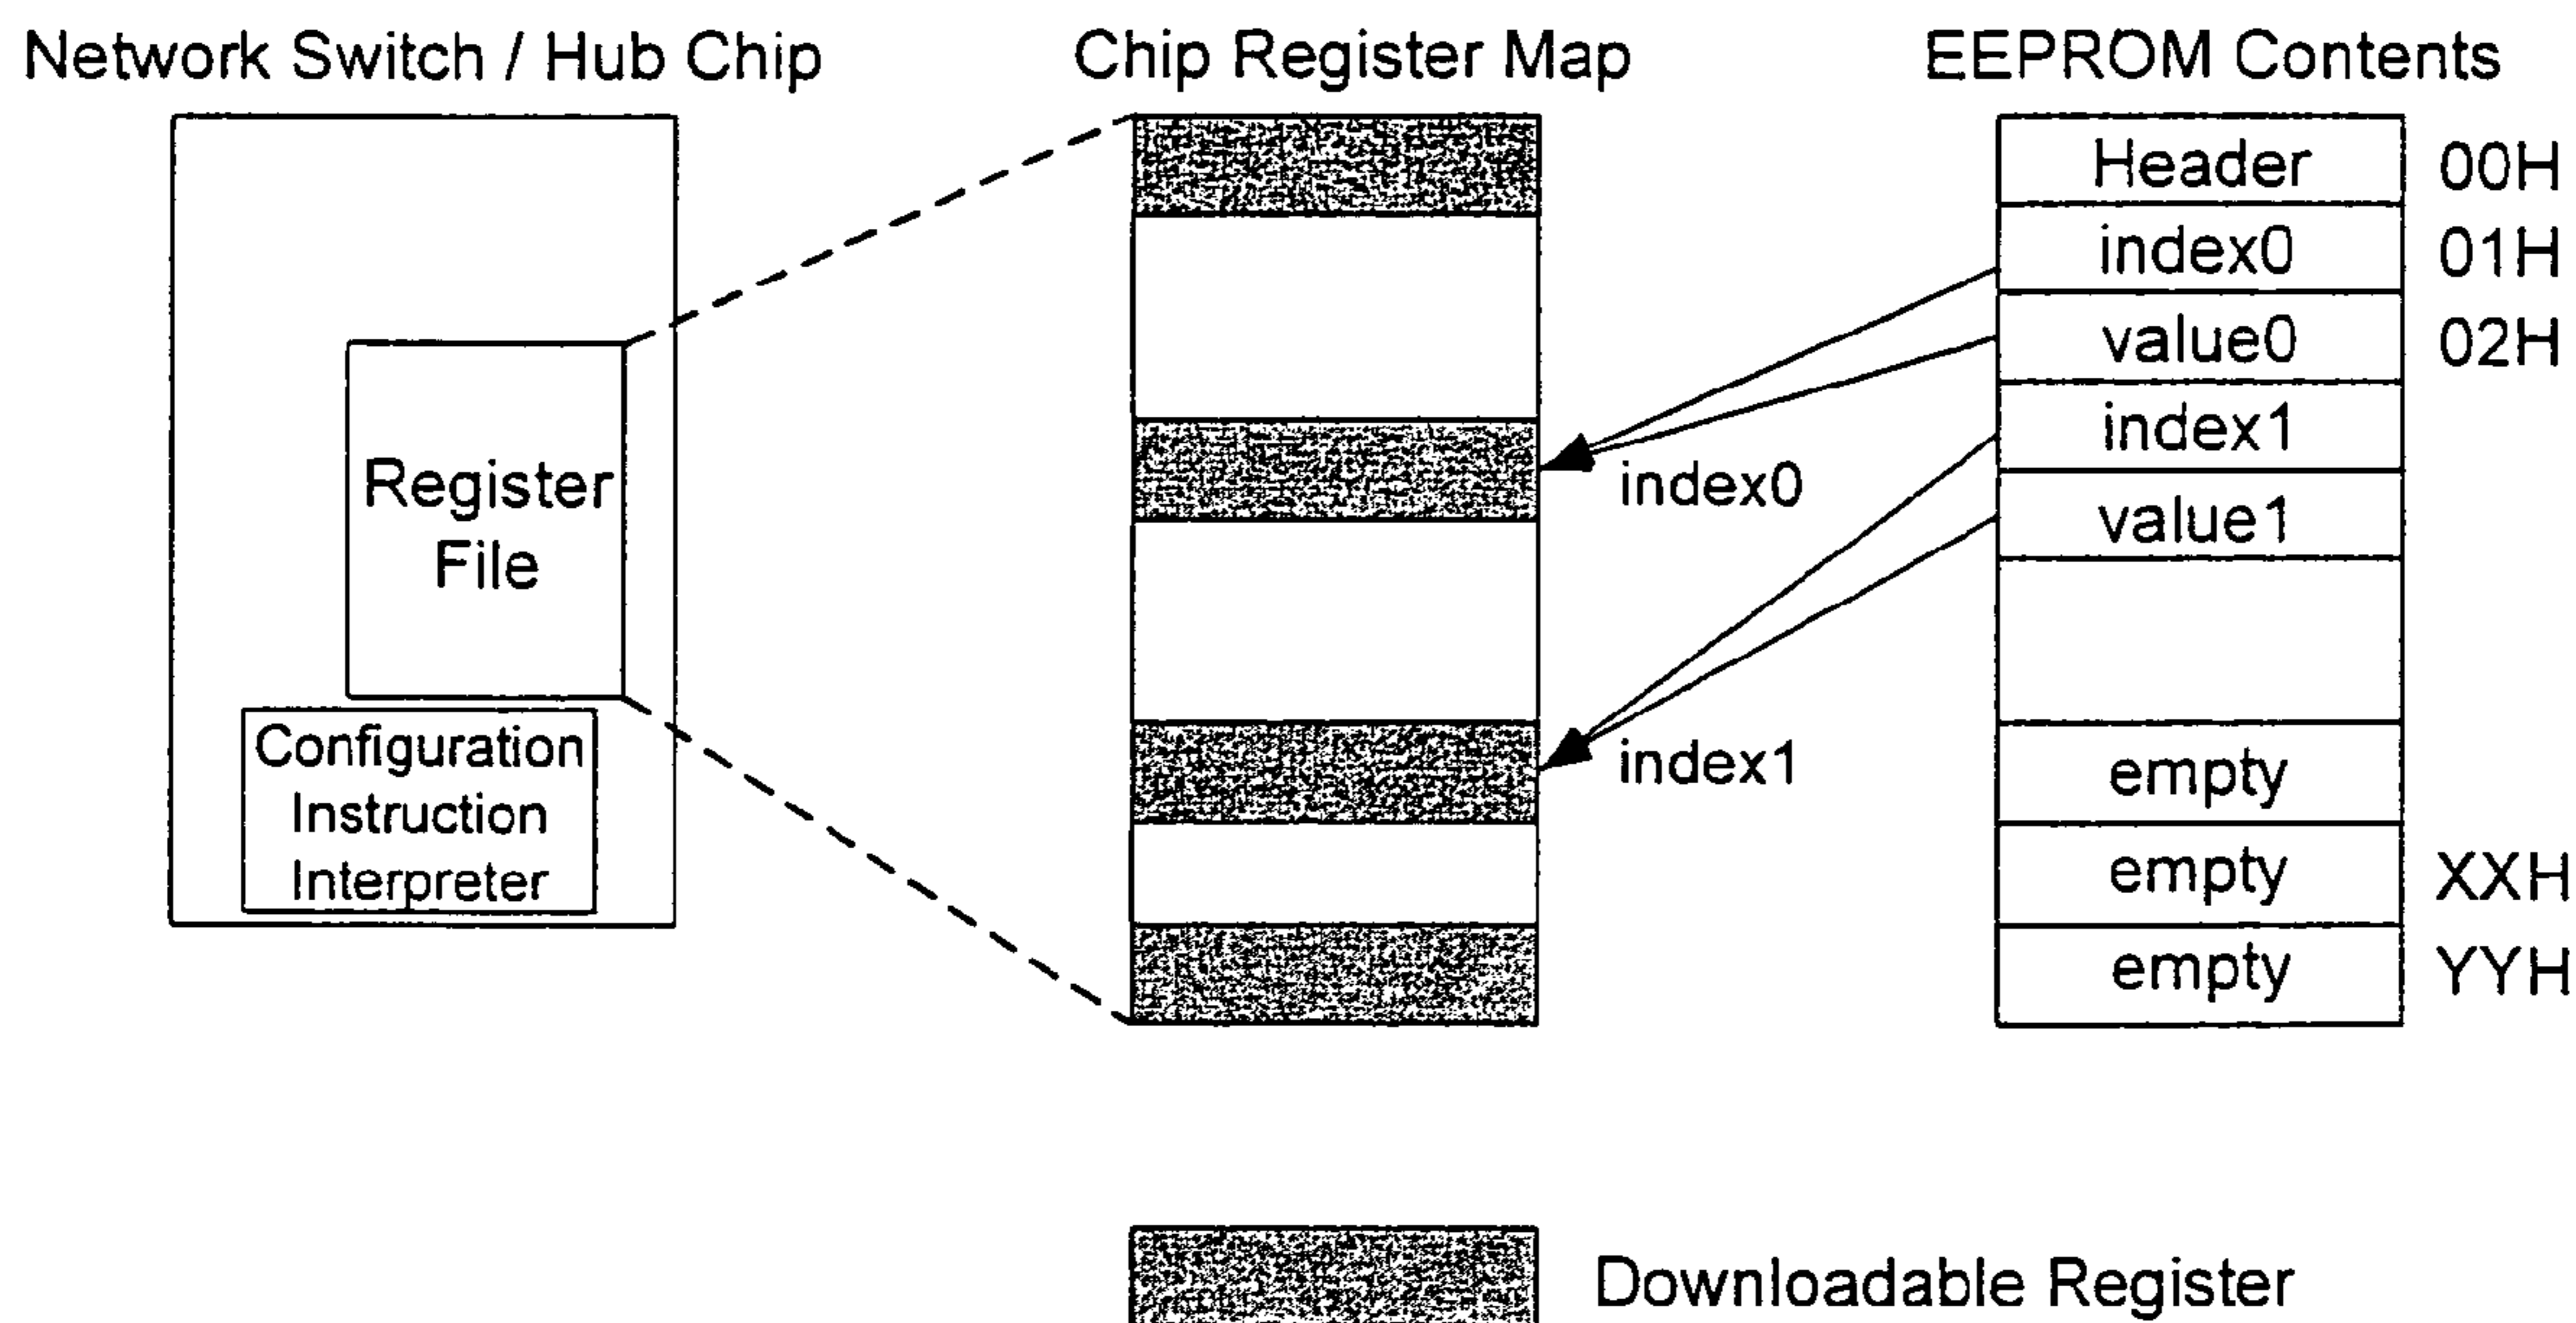 Network Switch / Hub Chip
Register
File
Configuration
Instruction
Interpreter
Chip Register Map
index0
index1
EEPROM Contents
Header 00H
index0 01H
value0 02H
index1
value1
empty
empty XXH
empty YYH
Downloadable Register